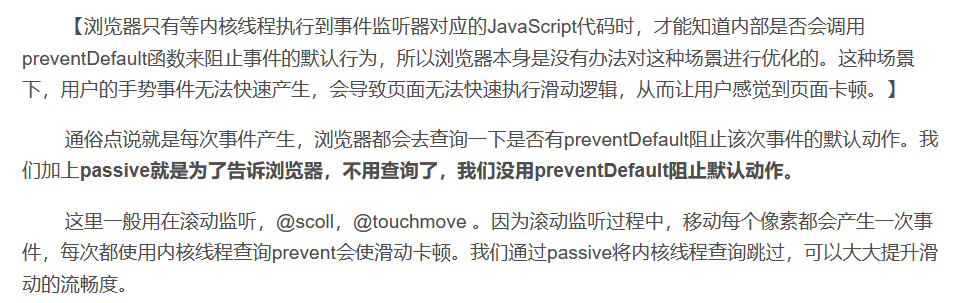 【浏览器只有等内核线程执行到事件监听器对应的JavaScript代码时，才能知道内部是否会调用
preventDefault函数来阻止事件的默认行为，所以浏览器本身是没有办法对这种场景进行优化的。这种场景
下，用户的手势事件无法快速产生，会导致页面无法快速执行滑动逻辑，从而让用户感觉到页面卡顿。】
通俗点说就是每次事件产生，浏览器都会去查询一下是否有preventDefault阻止该次事件的默认动作。我
们加上passive就是为了告诉浏览器，不用查询了，我们没用preventDefault阻止默认动作。
这里一般用在滚动监听，@scoll，@touchmove 。因为滚动监听过程中，移动每个像素都会产生一次事
件，每次都使用内核线程查询prevent会使滑动卡顿。我们通过passive将内核线程查询跳过，可以大大提升滑
动的流畅度。